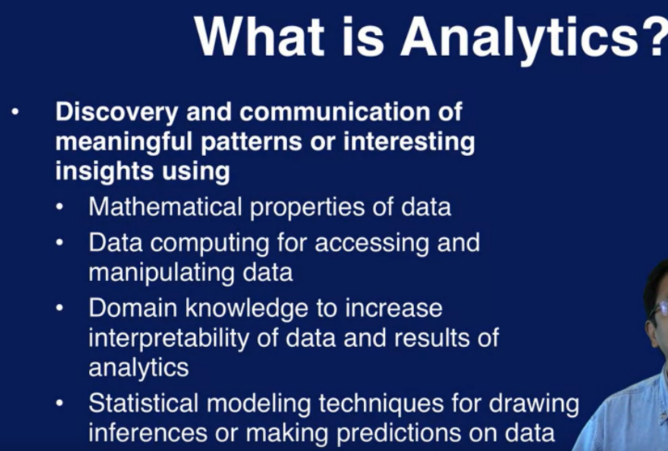 What is Analytics?
• Discovery and communication of
meaningful patterns or interesting
insights using
• Mathematical properties of data
• Data computing for accessing and
manipulating data
• Domain knowledge to increase
interpretability of data and results of
analytics
• Statistical modeling techniques for drawing
inferences or making predictions on data